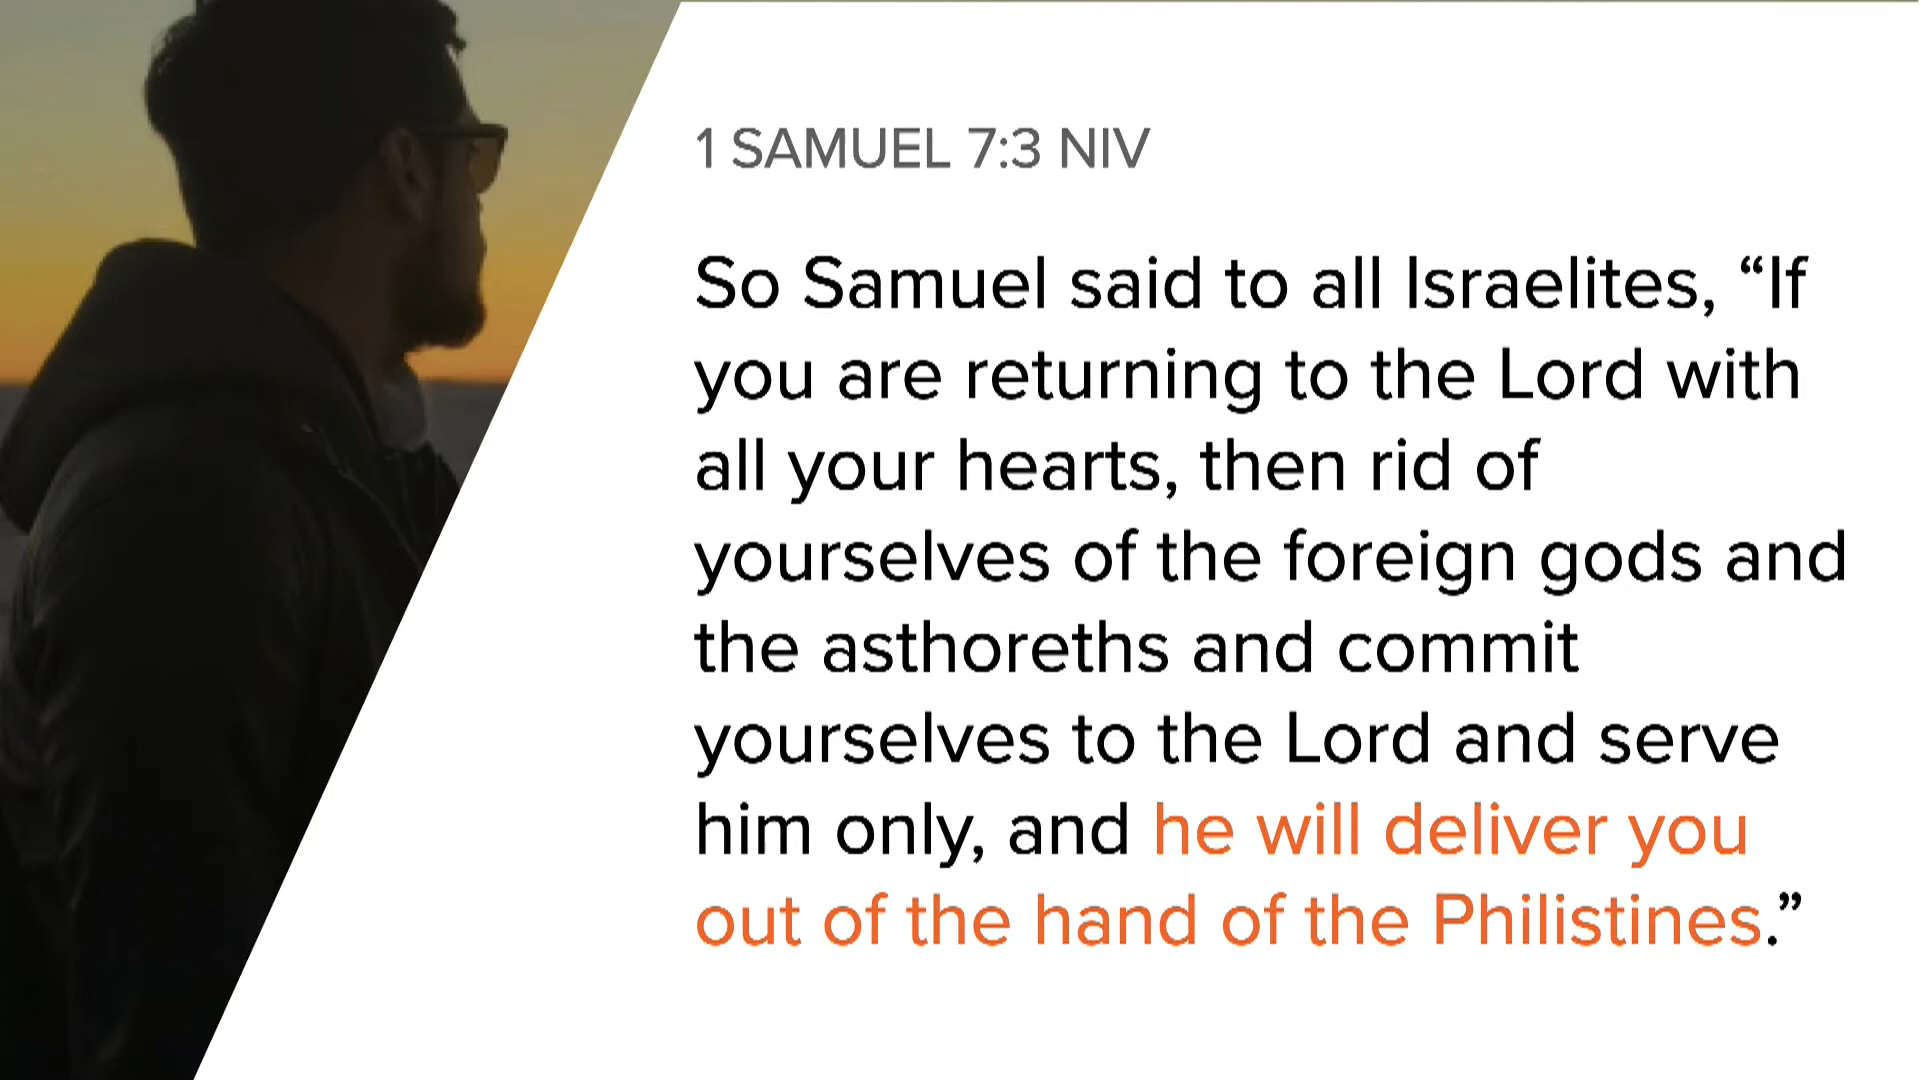 1 SAMUEL 7:3 NIV
So Samuel said to all Israelites, “If
you are returning to the Lord with
all your hearts, then rid of
yourselves of the foreign gods and
the asthoreths and commit
yourselves to the Lord and serve
him only, and he will deliver you
out of the hand of the Philistines.”